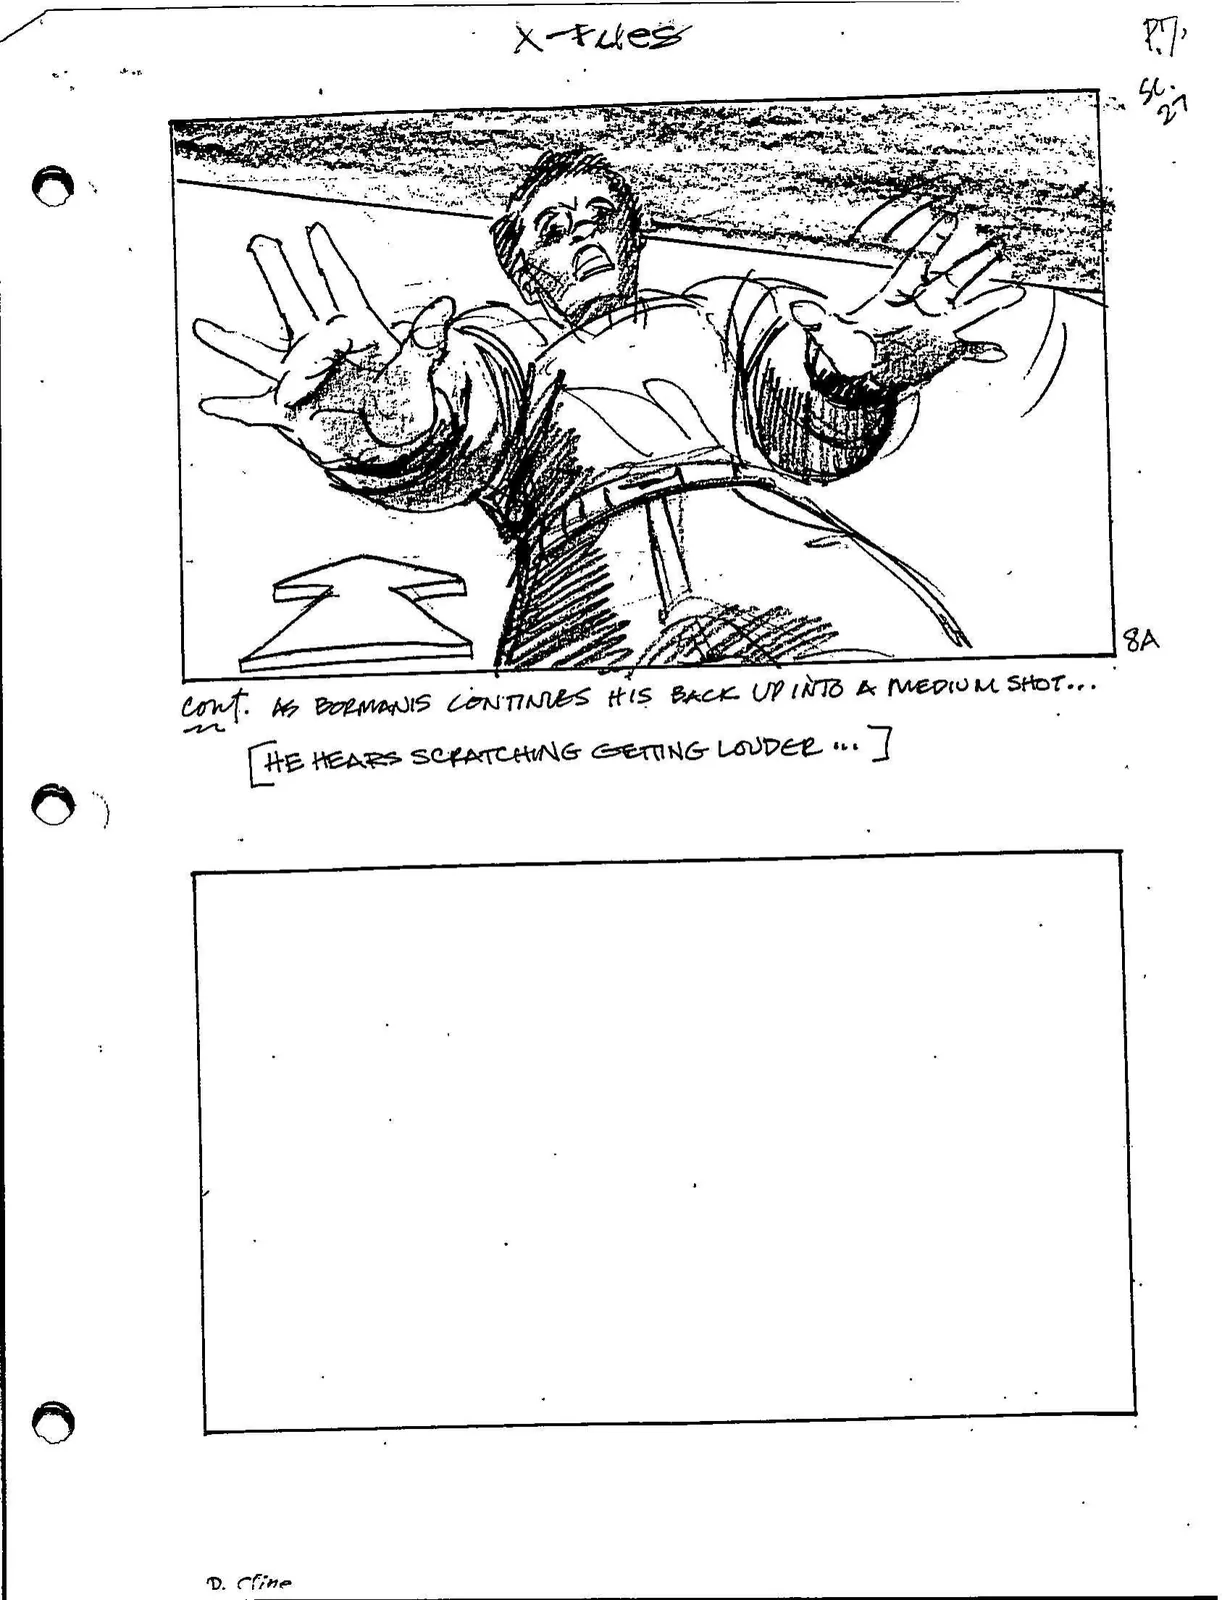 X-FILES
P.7.
SC.
27
8A
CONT. AS BORMANIS CONTINUES HIS BACK UP INTO A MEDIUM SHOT...
[HE HEARS SCRATCHING GETTING LOUDER ...]
D. Cline